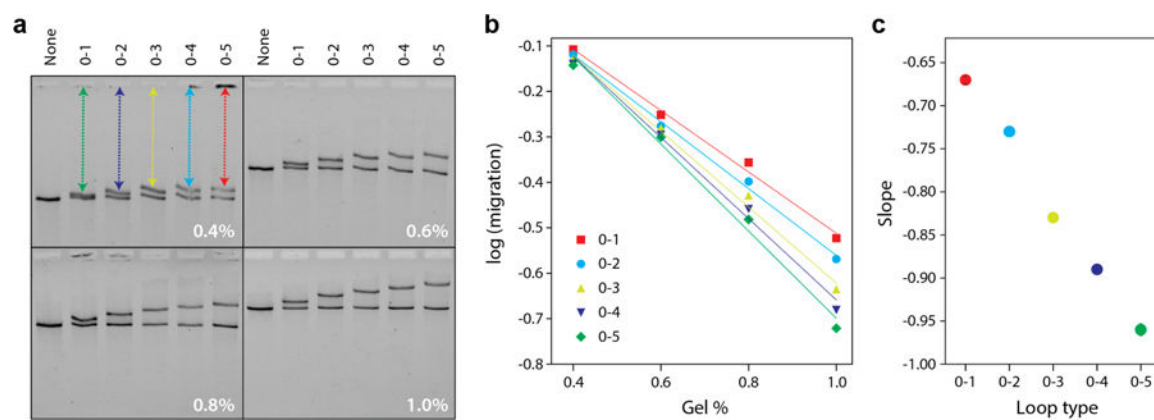 a
None 0-1 0-2 0-3 0-4 0-5
None 0-1 0-2 0-3 0-4 0-5
0.4%
0.6%
0.8%
1.0%
b
log (migration)
-0.1
-0.3
-0.4
-0.5
-0.6
-0.7
-0.8
0-1
0-2
0-3
0-4
0-5
0.4 0.6 0.8 1.0
Gel %
c
Slope
-0.65
-0.70
-0.75
-0.80
-0.85
-0.90
-0.95
-1.00
0-1 0-2 0-3 0-4 0-5
Loop type